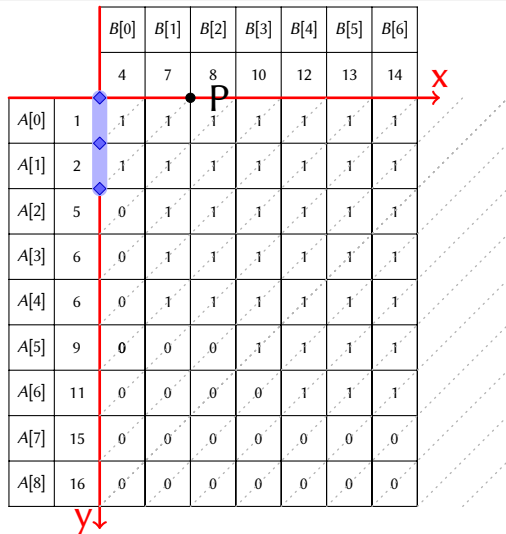 B[0] B[1] B[2] B[3] B[4] B[5] B[6]
4 7 8 10 12 13 14
x
P
A[0] 1 1 1 1 1 1 1 1
A[1] 2 1 1 1 1 1 1 1
A[2] 5 0 1 1 1 1 1 1
A[3] 6 0 1 1 1 1 1 1
A[4] 6 0 1 1 1 1 1 1
A[5] 9 0 0 0 1 1 1 1
A[6] 11 0 0 0 0 1 1 1
A[7] 15 0 0 0 0 0 0 0
A[8] 16 0 0 0 0 0 0 0
y